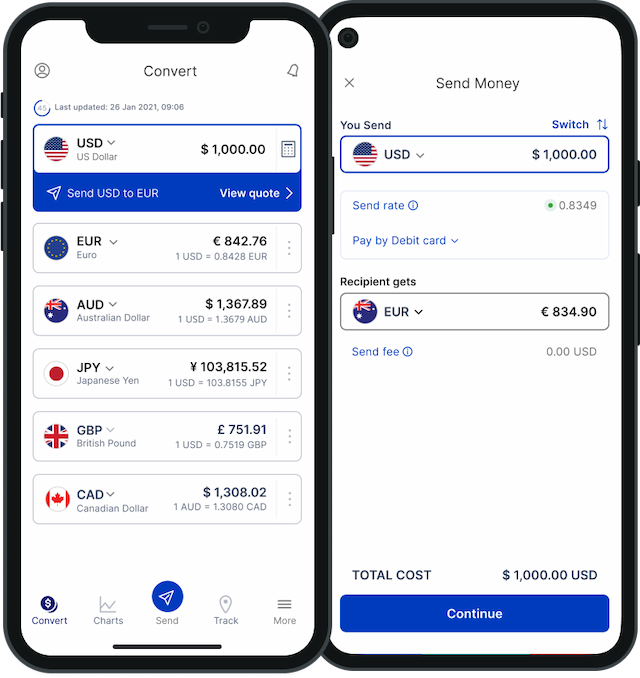 Convert
45 Last updated: 26 Jan 2021, 09:06
USD
US Dollar
$ 1,000.00
Send USD to EUR View quote
EUR
Euro
€ 842.76
1 USD = 0.8428 EUR
AUD
Australian Dollar
$ 1,367.89
1 USD = 1.3679 AUD
JPY
Japanese Yen
¥ 103,815.52
1 USD = 103.8155 JPY
GBP
British Pound
£ 751.91
1 USD = 0.7519 GBP
CAD
Canadian Dollar
$ 1,308.02
1 AUD = 1.3080 CAD
Convert Charts Send Track More
Send Money
You Send Switch
USD $ 1,000.00
Send rate 0.8349
Pay by Debit card
Recipient gets
EUR € 834.90
Send fee 0.00 USD
TOTAL COST $ 1,000.00 USD
Continue